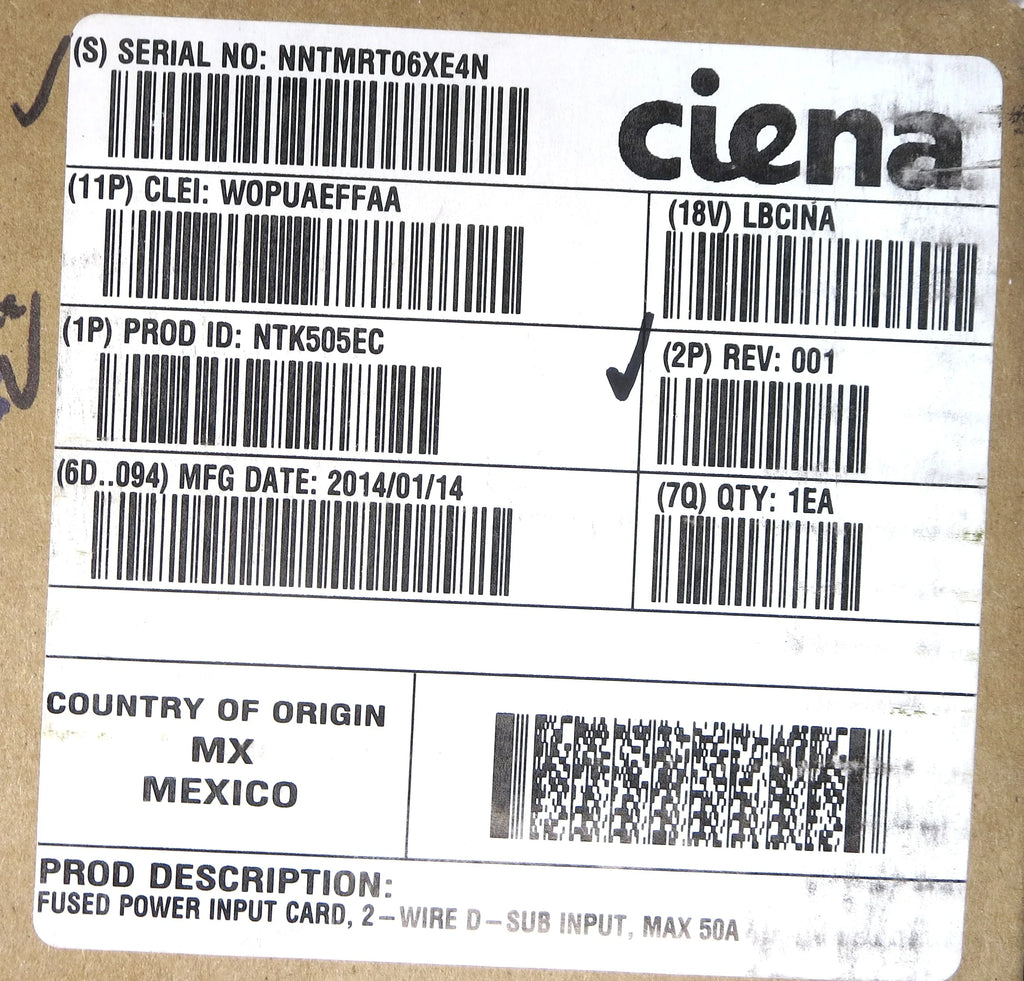 (S) SERIAL NO: NNTMRT06XE4N
ciena
(11P) CLEI: WOPUAEFFAA
(18V) LBCINA
(1P) PROD ID: NTK505EC
(2P) REV: 001
(6D..094) MFG DATE: 2014/01/14
(7Q) QTY: 1EA
COUNTRY OF ORIGIN
MX
MEXICO
PROD DESCRIPTION:
FUSED POWER INPUT CARD, 2-WIRE D-SUB INPUT, MAX 50A